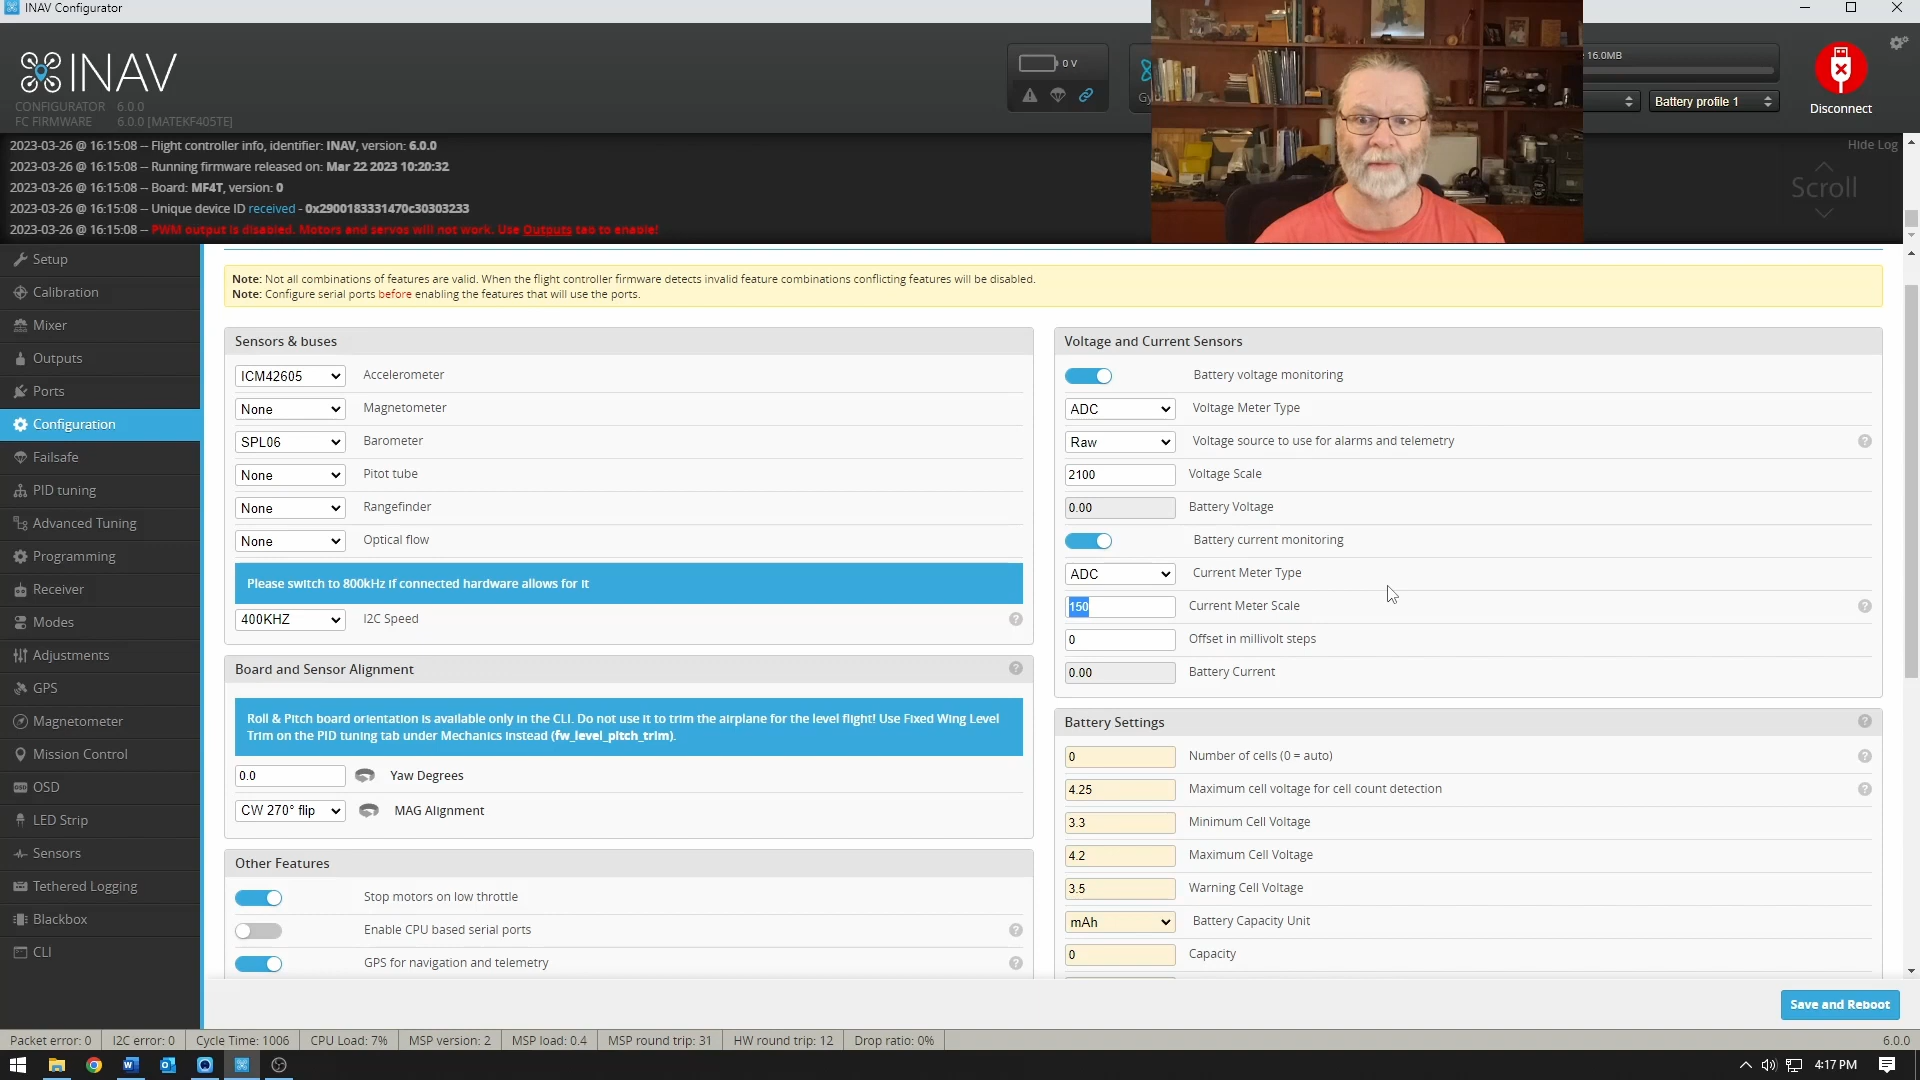 INAV Configurator
INAV
CONFIGURATOR 6.0.0
FC FIRMWARE 6.0.0 [MATEKF405TE]
0 V
16.0MB
Battery profile 1
Disconnect
2023-03-26 @ 16:15:08 -- Flight controller info, identifier: INAV, version: 6.0.0
2023-03-26 @ 16:15:08 -- Running firmware released on: Mar 22 2023 10:20:32
2023-03-26 @ 16:15:08 -- Board: MF4T, version: 0
2023-03-26 @ 16:15:08 -- Unique device ID received - 0x2900183331470c30303233
2023-03-26 @ 16:15:08 -- PWM output is disabled. Motors and servos will not work. Use Outputs tab to enable!
Hide Log
Scroll
Setup
Calibration
Mixer
Outputs
Ports
Configuration
Failsafe
PID tuning
Advanced Tuning
Programming
Receiver
Modes
Adjustments
GPS
Magnetometer
Mission Control
OSD
LED Strip
Sensors
Tethered Logging
Blackbox
CLI
Note: Not all combinations of features are valid. When the flight controller firmware detects invalid feature combinations conflicting features will be disabled.
Note: Configure serial ports before enabling the features that will use the ports.
Sensors & buses
ICM42605 Accelerometer
None Magnetometer
SPL06 Barometer
None Pitot tube
None Rangefinder
None Optical flow
Please switch to 800kHz if connected hardware allows for it
400KHZ I2C Speed
Board and Sensor Alignment
Roll & Pitch board orientation is available only in the CLI. Do not use it to trim the airplane for the level flight! Use Fixed Wing Level
Trim on the PID tuning tab under Mechanics instead (fw_level_pitch_trim).
0.0 Yaw Degrees
CW 270° flip MAG Alignment
Other Features
Stop motors on low throttle
Enable CPU based serial ports
GPS for navigation and telemetry
Voltage and Current Sensors
Battery voltage monitoring
ADC Voltage Meter Type
Raw Voltage source to use for alarms and telemetry
2100 Voltage Scale
0.00 Battery Voltage
Battery current monitoring
ADC Current Meter Type
150 Current Meter Scale
0 Offset in millivolt steps
0.00 Battery Current
Battery Settings
0 Number of cells (0 = auto)
4.25 Maximum cell voltage for cell count detection
3.3 Minimum Cell Voltage
4.2 Maximum Cell Voltage
3.5 Warning Cell Voltage
mAh Battery Capacity Unit
0 Capacity
Save and Reboot
Packet error: 0 I2C error: 0 Cycle Time: 1006 CPU Load: 7% MSP version: 2 MSP load: 0.4 MSP round trip: 31 HW round trip: 12 Drop ratio: 0% 6.0.0
4:17 PM